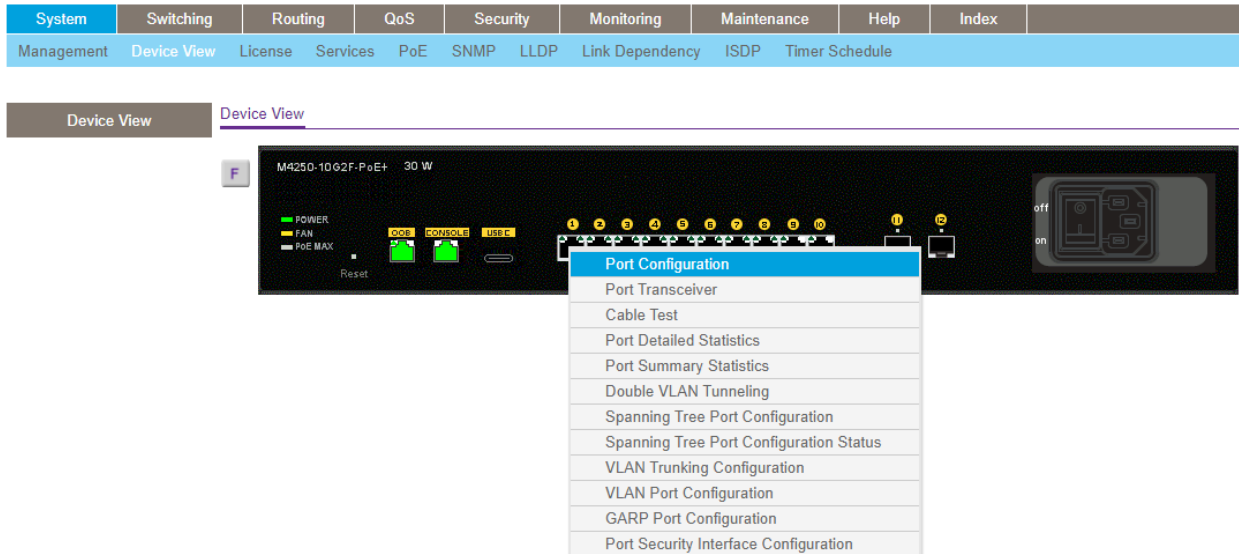 System Switching Routing QoS Security Monitoring Maintenance Help Index
Management Device View License Services PoE SNMP LLDP Link Dependency ISDP Timer Schedule
Device View
Device View
F
M4250-10G2F-PoE+ 30 W
POWER
FAN
PoE MAX
Reset
OOB CONSOLE USB C
1 2 3 4 5 6 7 8 9 10 11 12
off
on
Port Configuration
Port Transceiver
Cable Test
Port Detailed Statistics
Port Summary Statistics
Double VLAN Tunneling
Spanning Tree Port Configuration
Spanning Tree Port Configuration Status
VLAN Trunking Configuration
VLAN Port Configuration
GARP Port Configuration
Port Security Interface Configuration